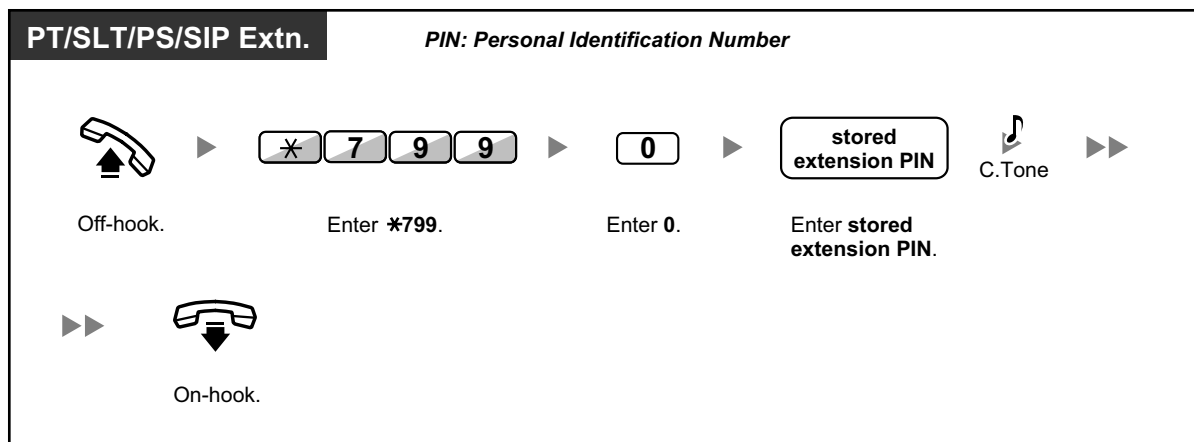 PT/SLT/PS/SIP Extn.
PIN: Personal Identification Number
* 7 9 9
0
stored
extension PIN
C.Tone
Off-hook.
Enter *799.
Enter 0.
Enter stored
extension PIN.
On-hook.